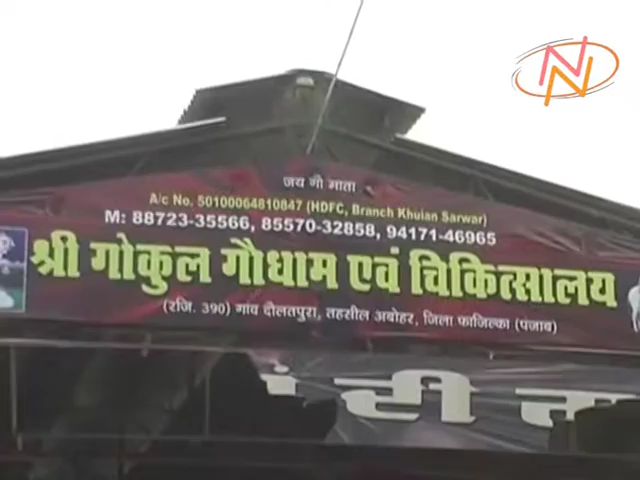 जय गौ माता
A/c No. 50100064810847 (HDFC, Branch Khuian Sarwar)
M: 88723-35566, 85570-32858, 94171-46965
श्री गोकुल गौधाम एवं चिकित्सालय
(रजि. 390) गांव दौलतपुरा, तहसील अबोहर, जिला फाजिल्का (पंजाब)